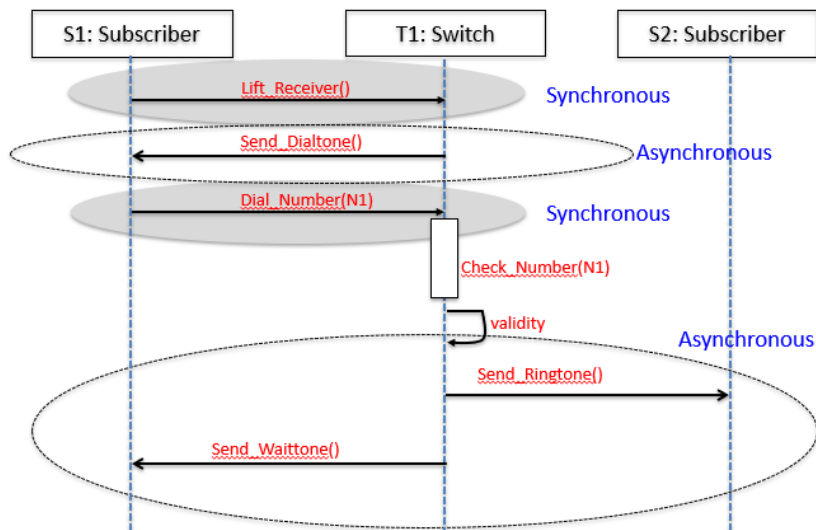 S1: Subscriber
T1: Switch
S2: Subscriber
Lift_Receiver()
Synchronous
Send_Dialtone()
Asynchronous
Dial_Number(N1)
Synchronous
Check_Number(N1)
validity
Asynchronous
Send_Ringtone()
Send_Waittone()